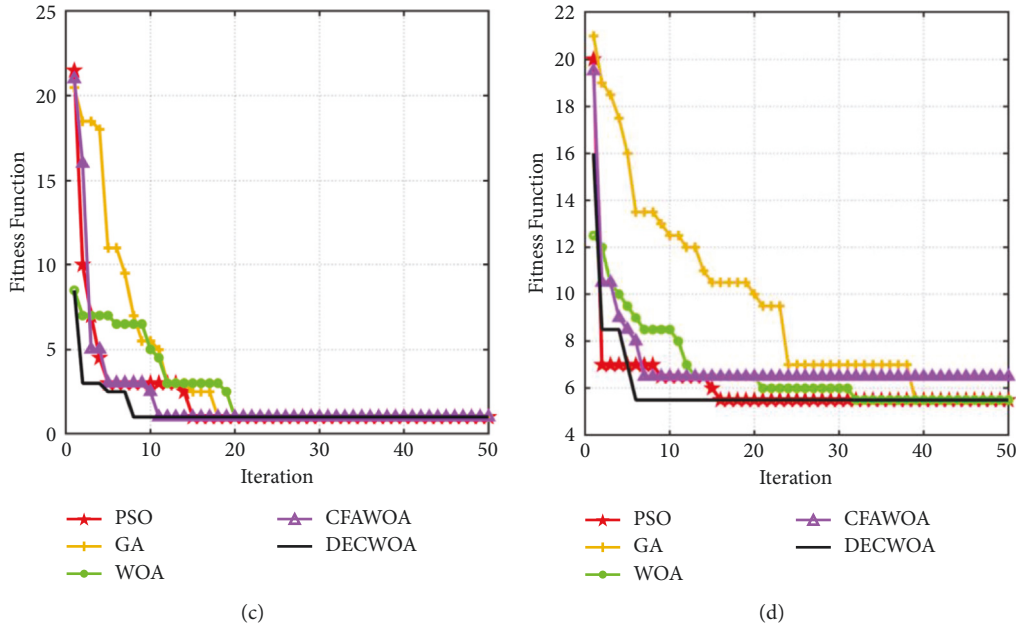 25
20
15
10
5
0
Fitness Function
0 10 20 30 40 50
Iteration
PSO
GA
WOA
CFAWOA
DECWOA
(c)
22
20
18
16
14
12
10
8
6
4
Fitness Function
0 10 20 30 40 50
Iteration
PSO
GA
WOA
CFAWOA
DECWOA
(d)